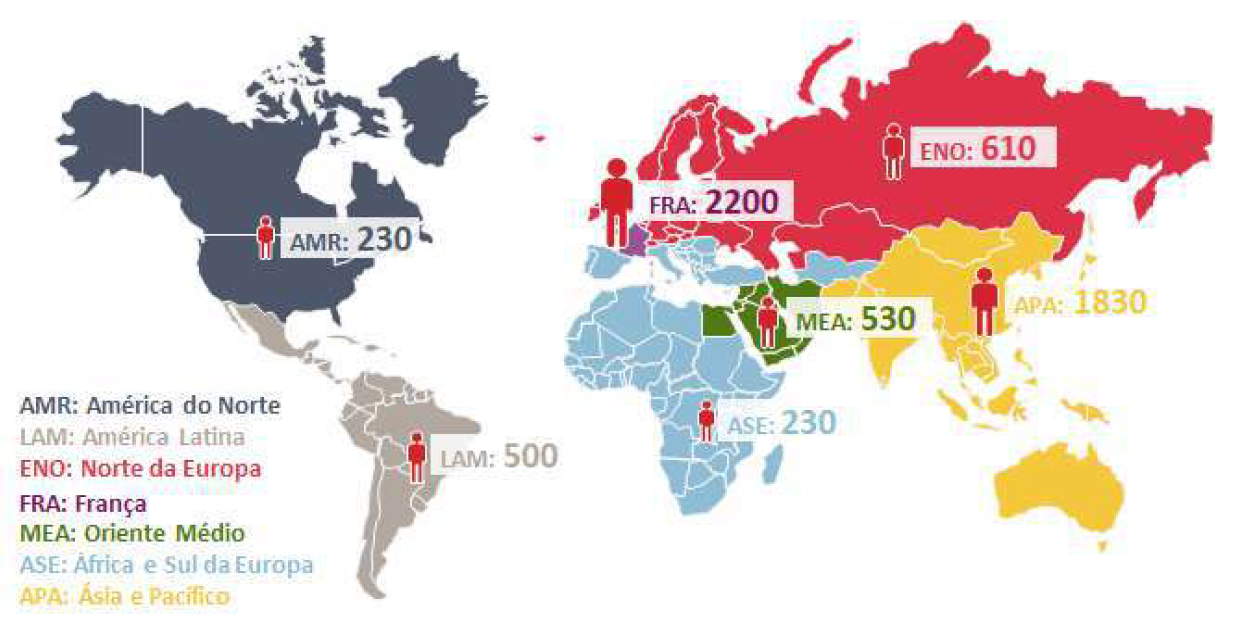 ENO: 610
FRA: 2200
AMR: 230
APA: 1830
MEA: 530
ASE: 230
LAM: 500
AMR: América do Norte
LAM: América Latina
ENO: Norte da Europa
FRA: França
MEA: Oriente Médio
ASE: África e Sul da Europa
APA: Ásia e Pacífico